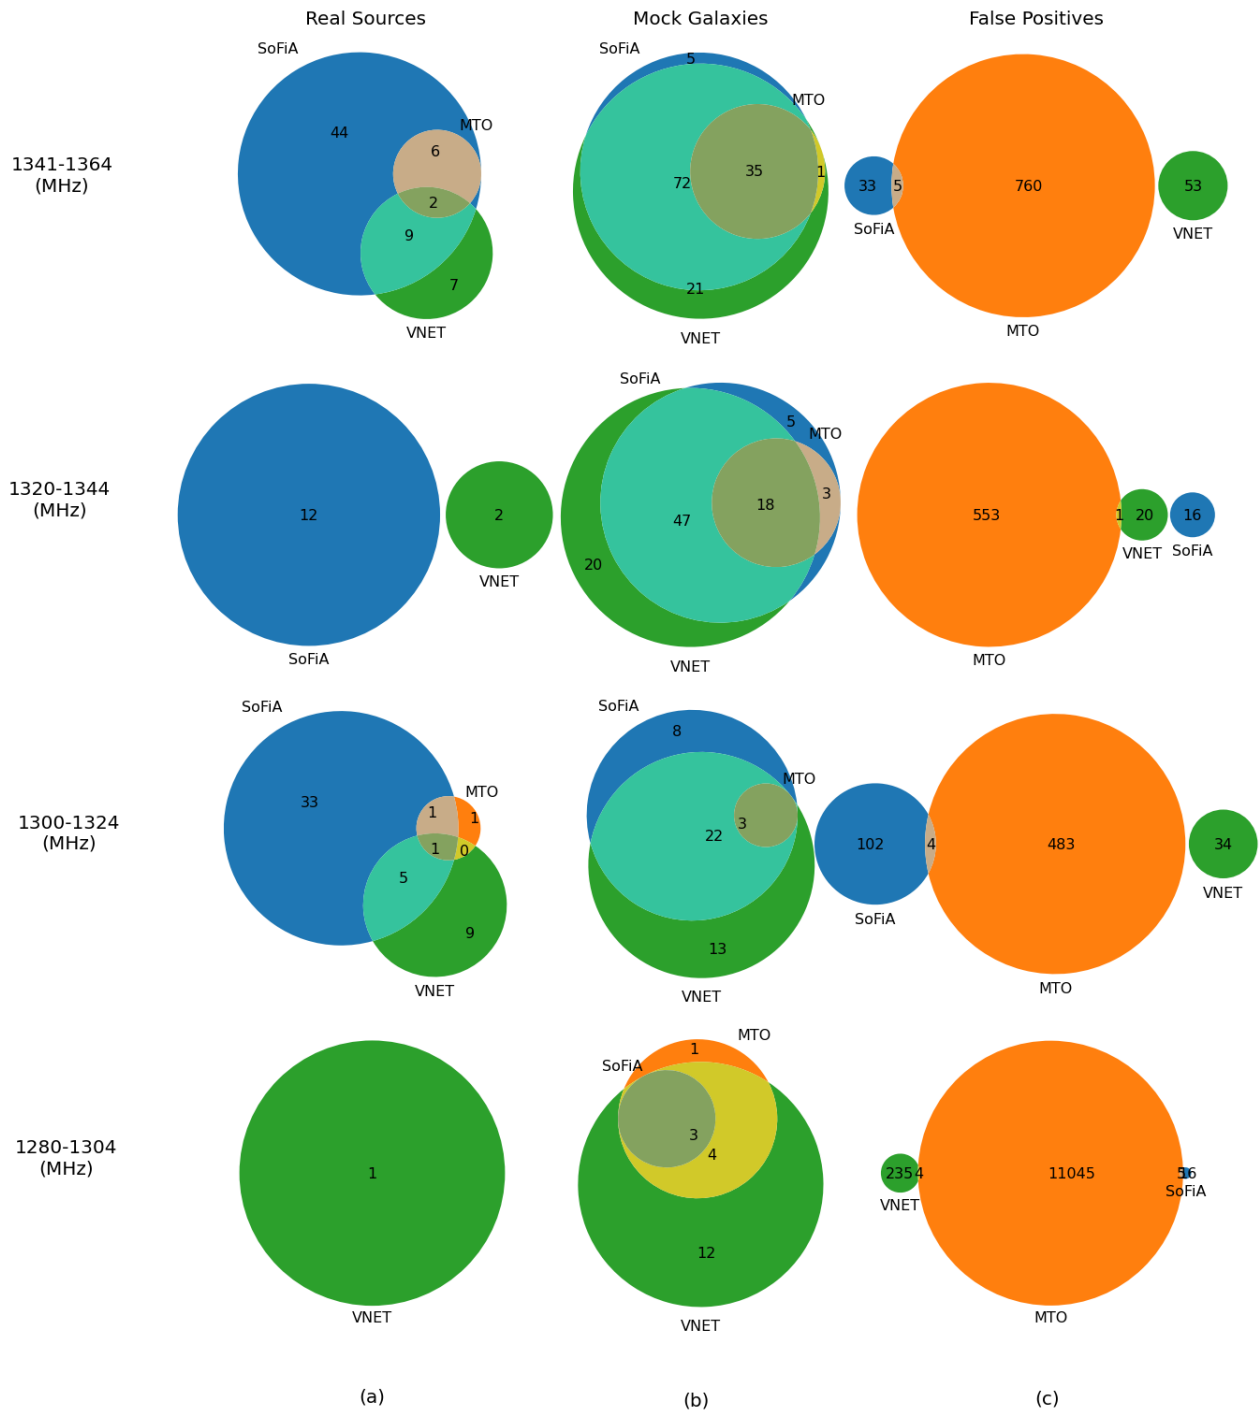 Real Sources
Mock Galaxies
False Positives
1341-1364
(MHz)
SoFiA
44
MTO
6
2
9
7
VNET
SoFiA
5
MTO
35
72
1
21
VNET
33
5
760
53
SoFiA
VNET
MTO
1320-1344
(MHz)
12
2
VNET
SoFiA
SoFiA
5
MTO
3
18
47
20
VNET
553
1
20
16
VNET
SoFiA
MTO
1300-1324
(MHz)
SoFiA
33
MTO
1
1
1
0
5
9
VNET
SoFiA
8
MTO
3
22
13
VNET
102
4
483
34
SoFiA
VNET
MTO
1280-1304
(MHz)
1
VNET
MTO
1
SoFiA
3
4
12
VNET
235
4
11045
VNET
SoFiA
MTO
(a)
(b)
(c)